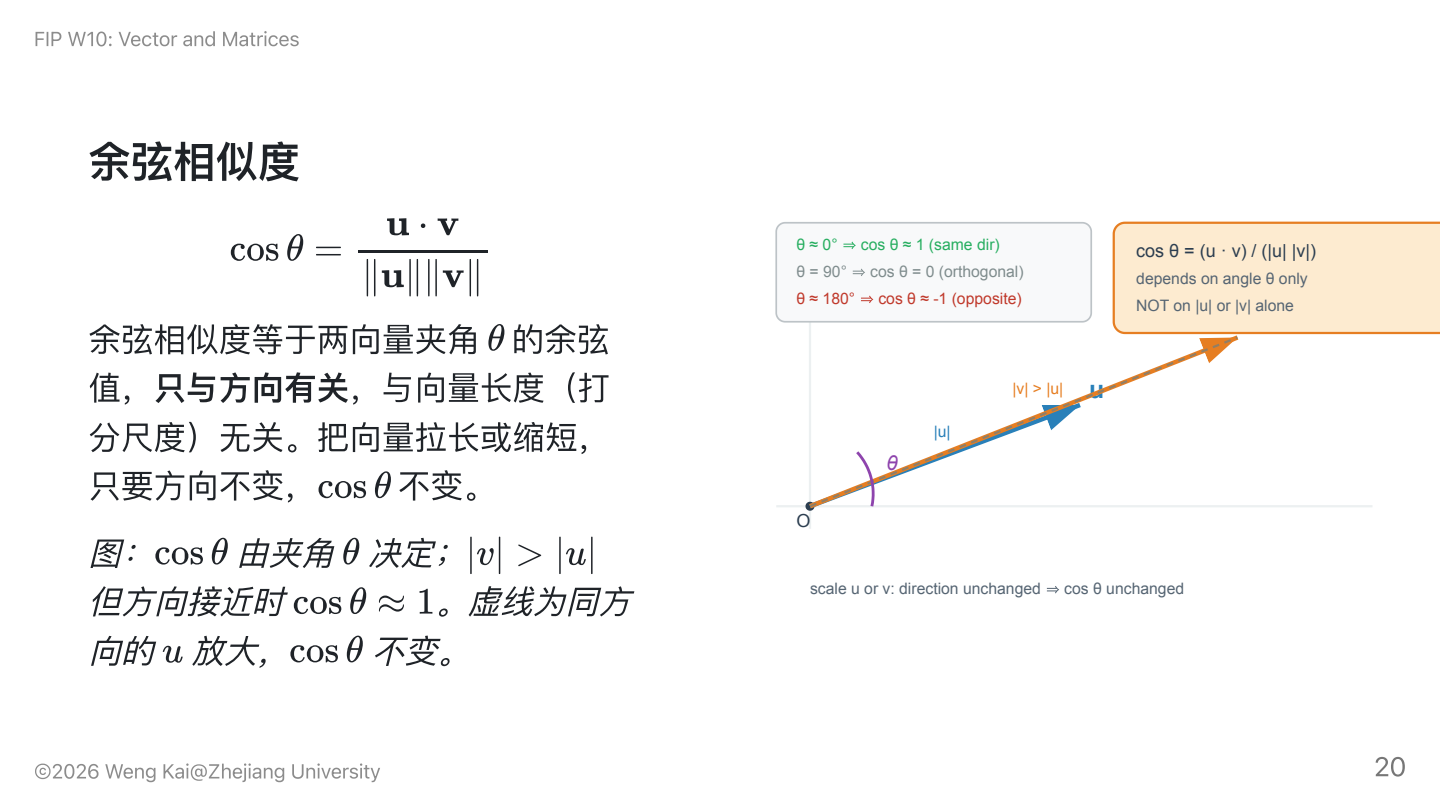 FIP W10: Vector and Matrices
余弦相似度
cos θ = u · v / ‖u‖‖v‖
余弦相似度等于两向量夹角 θ 的余弦
值，只与方向有关，与向量长度（打
分尺度）无关。把向量拉长或缩短，
只要方向不变，cos θ 不变。
图：cos θ 由夹角 θ 决定；|v| > |u|
但方向接近时 cos θ ≈ 1。虚线为同方
向的 u 放大，cos θ 不变。
θ ≈ 0° ⇒ cos θ ≈ 1 (same dir)
θ = 90° ⇒ cos θ = 0 (orthogonal)
θ ≈ 180° ⇒ cos θ ≈ -1 (opposite)
cos θ = (u · v) / (|u| |v|)
depends on angle θ only
NOT on |u| or |v| alone
|v| > |u|
u
|u|
θ
O
scale u or v: direction unchanged ⇒ cos θ unchanged
©2026 Weng Kai@Zhejiang University
20